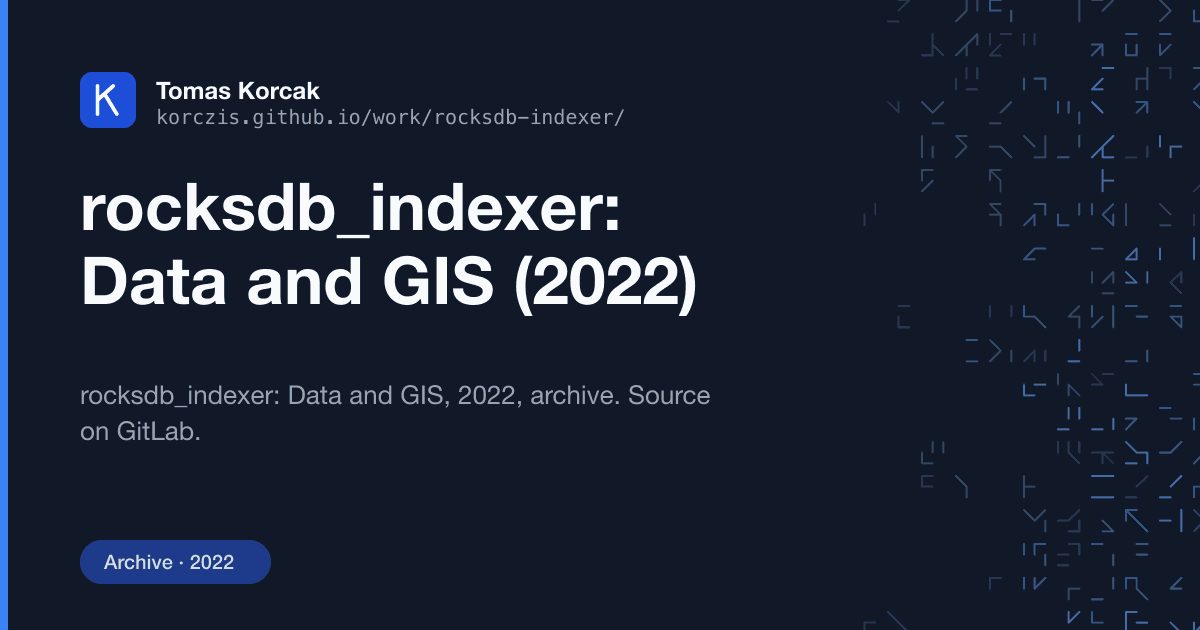 K
Tomas Korcak
korczis.github.io/work/rocksdb-indexer/
rocksdb_indexer:
Data and GIS (2022)
rocksdb_indexer: Data and GIS, 2022, archive. Source
on GitLab.
Archive · 2022